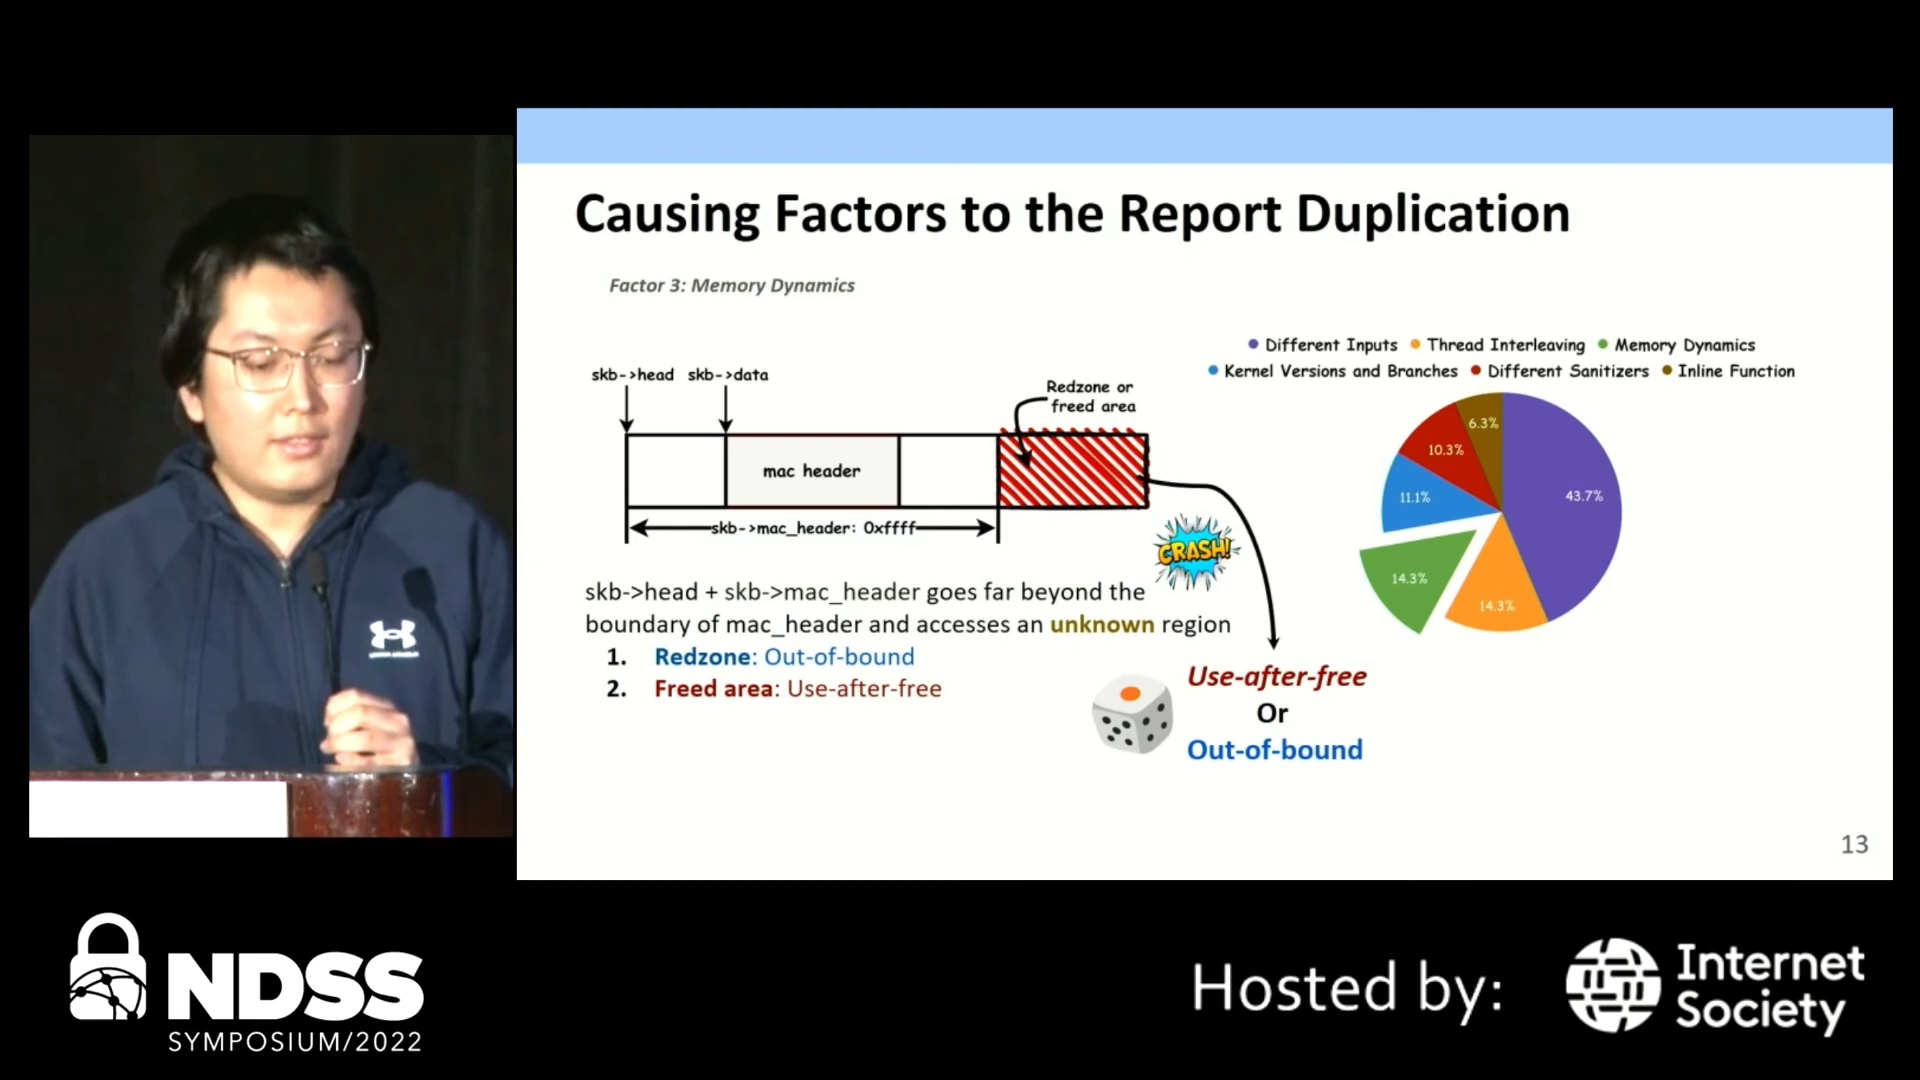 Causing Factors to the Report Duplication
Factor 3: Memory Dynamics
Different Inputs Thread Interleaving Memory Dynamics
Kernel Versions and Branches Different Sanitizers Inline Function
skb->head skb->data
Redzone or
freed area
mac header
skb->mac_header: 0xffff
CRASH!
6.3%
10.3%
43.7%
11.1%
14.3%
14.3%
skb->head + skb->mac_header goes far beyond the
boundary of mac_header and accesses an unknown region
1. Redzone: Out-of-bound
2. Freed area: Use-after-free
Use-after-free
Or
Out-of-bound
13
UNDER ARMOUR
NDSS
SYMPOSIUM/2022
Hosted by:
Internet
Society